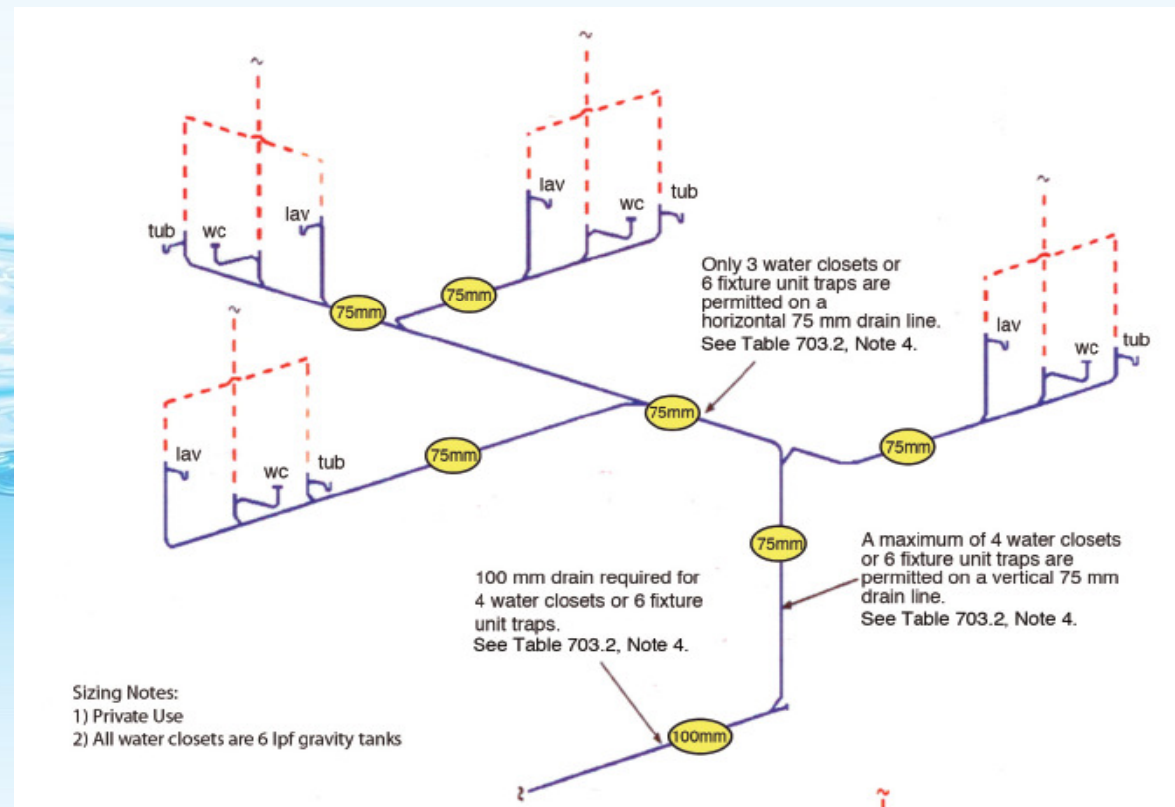 lav
tub
wc
lav
tub
wc
75mm
75mm
Only 3 water closets or
6 fixture unit traps are
permitted on a
horizontal 75 mm drain line.
See Table 703.2, Note 4.
lav
wc
tub
75mm
75mm
75mm
lav
wc
tub
75mm
A maximum of 4 water closets
or 6 fixture unit traps are
permitted on a vertical 75 mm
drain line.
See Table 703.2, Note 4.
100 mm drain required for
4 water closets or 6 fixture
unit traps.
See Table 703.2, Note 4.
Sizing Notes:
1) Private Use
2) All water closets are 6 lpf gravity tanks
100mm